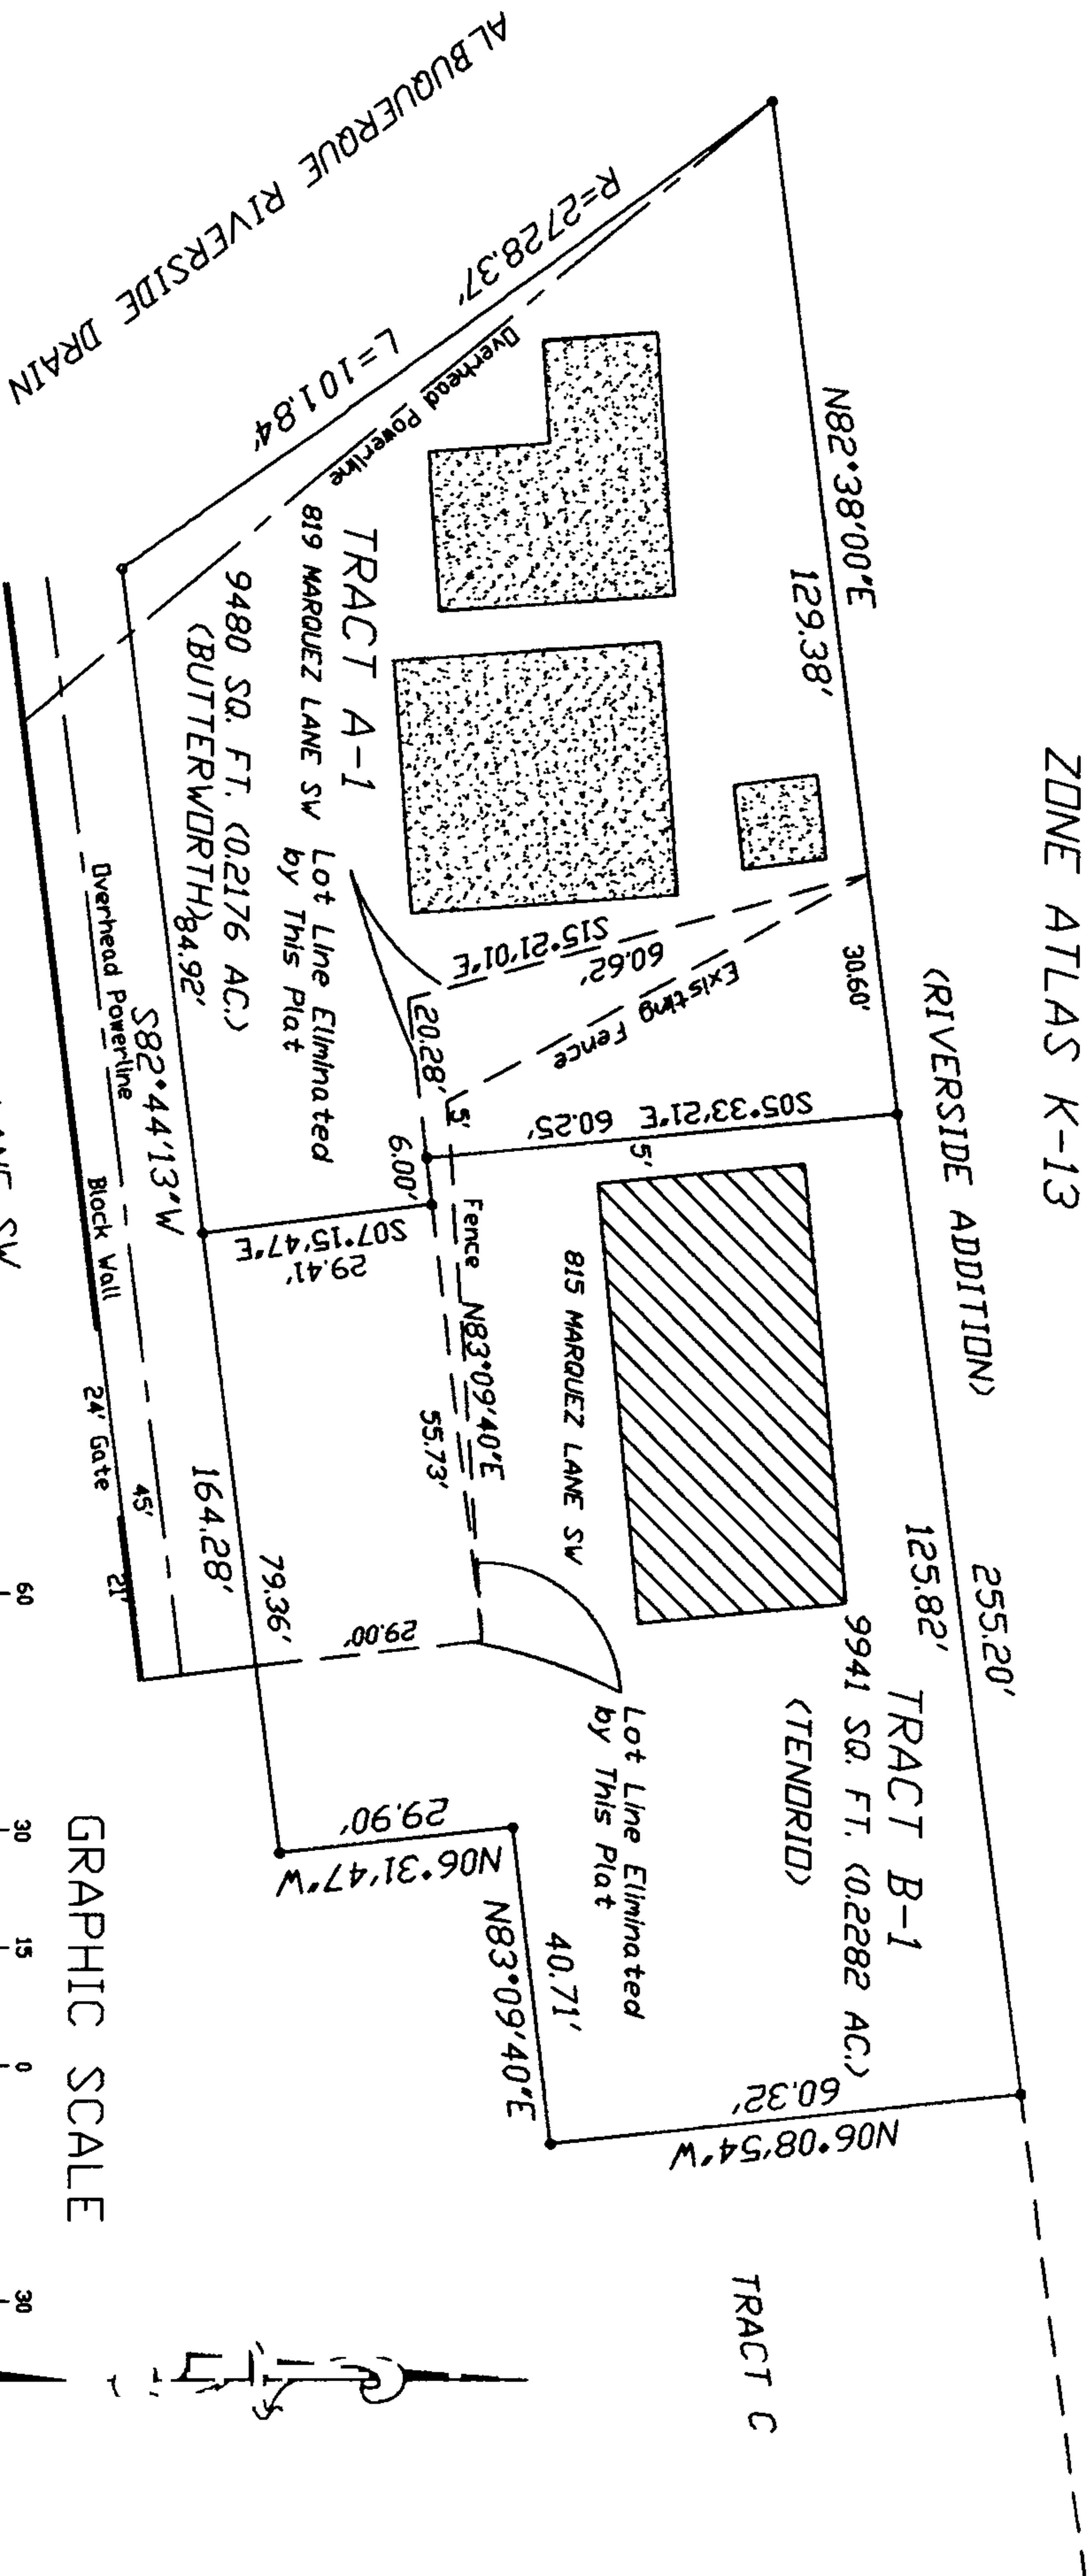 ZONE ATLAS K-13
(RIVERSIDE ADDITION)
255.20'
N82°38'00"E
129.38'
30.60'
125.82'
TRACT B-1
9941 SQ. FT. (0.2282 AC.)
(TENORIO)
TRACT C
ALBUQUERQUE RIVERSIDE DRAIN
R=2728.37'
L=101.84'
Overhead Powerline
S15°21'01"E
60.62'
Existing Fence
S05°33'21"E 60.25'
5'
815 MARQUEZ LANE SW
N06°08'54"W
60.32'
TRACT A-1
819 MARQUEZ LANE SW
9480 SQ. FT. (0.2176 AC.)
(BUTTERWORTH)
Lot Line Eliminated
by This Plat
20.28'
5'
6.00'
Fence
N83°09'40"E
55.73'
Lot Line Eliminated
by This Plat
40.71'
N83°09'40"E
S07°15'47"E
29.41'
29.00'
29.90'
N06°31'47"W
84.92'
S82°44'13"W
164.28'
79.36'
Overhead Powerline
Block Wall
24' Gate
45'
21'
LANE SW
GRAPHIC SCALE
60
30
15
0
30